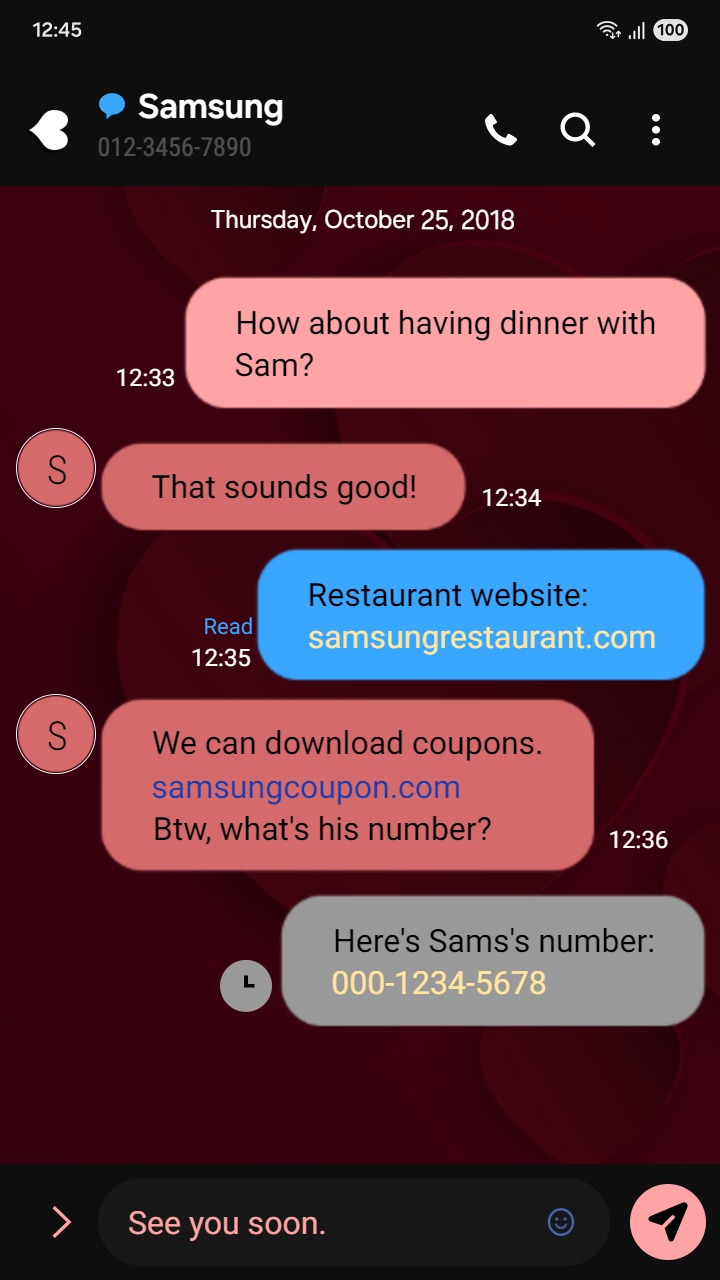 12:45
100
Samsung
012-3456-7890
Thursday, October 25, 2018
How about having dinner with
Sam?
12:33
S
That sounds good!
12:34
Restaurant website:
samsungrestaurant.com
Read
12:35
S
We can download coupons.
samsungcoupon.com
Btw, what's his number?
12:36
Here's Sams's number:
000-1234-5678
See you soon.